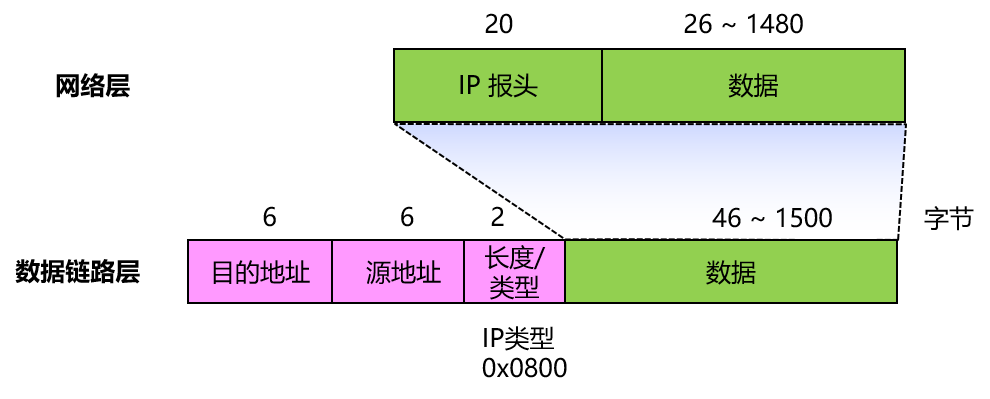 20
26 ~ 1480
网络层
IP 报头
数据
6
6
2
46 ~ 1500
字节
数据链路层
目的地址
源地址
长度/
类型
数据
IP类型
0x0800